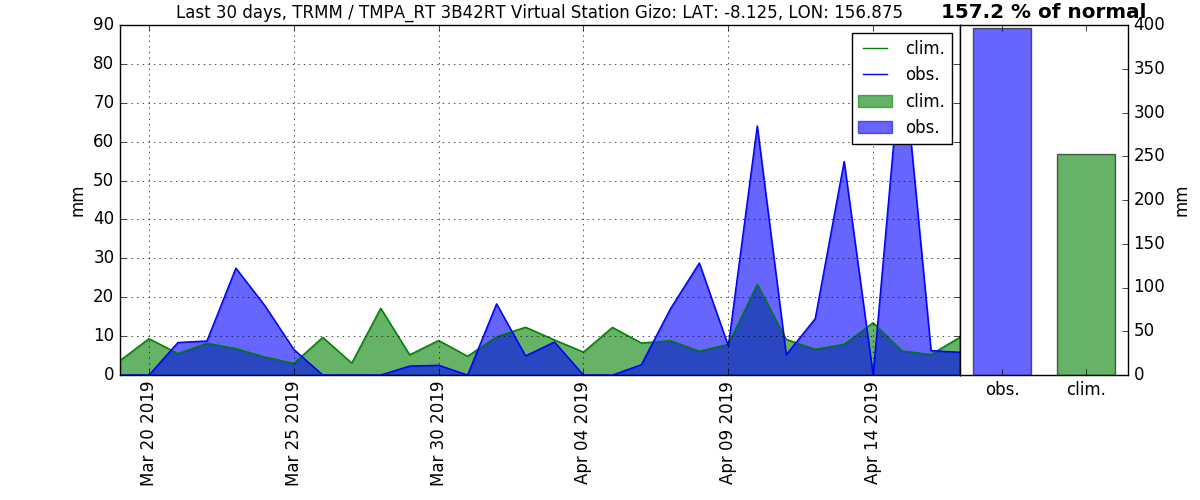 Last 30 days, TRMM / TMPA_RT 3B42RT Virtual Station Gizo: LAT: -8.125, LON: 156.875
157.2 % of normal
90
80
70
60
50
40
30
20
10
0
mm
clim.
obs.
clim.
obs.
Mar 20 2019
Mar 25 2019
Mar 30 2019
Apr 04 2019
Apr 09 2019
Apr 14 2019
400
350
300
250
200
150
100
50
0
mm
obs.
clim.